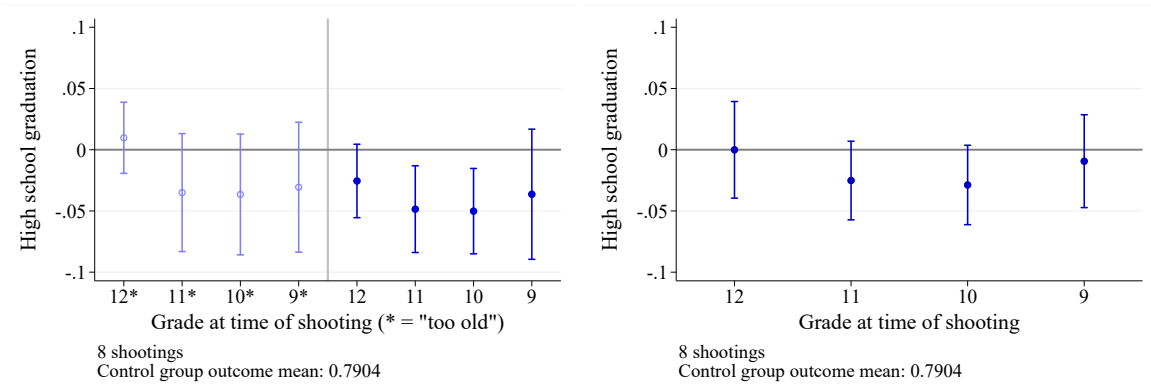 High school graduation
.1
.05
0
-.05
-.1
12* 11* 10* 9* 12 11 10 9
Grade at time of shooting (* = "too old")
8 shootings
Control group outcome mean: 0.7904
High school graduation
.1
.05
0
-.05
-.1
12 11 10 9
Grade at time of shooting
8 shootings
Control group outcome mean: 0.7904